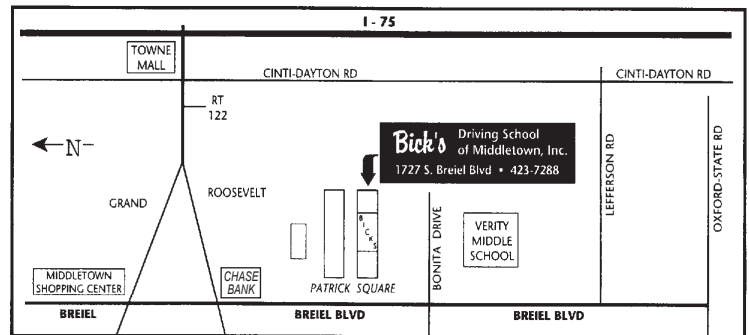 I - 75
TOWNE
MALL
CINTI-DAYTON RD
CINTI-DAYTON RD
RT
122
Bick's
Driving School
of Middletown, Inc.
1727 S. Breiel Blvd • 423-7288
N
GRAND
ROOSEVELT
BICKS
BONITA DRIVE
VERITY
MIDDLE
SCHOOL
LEFFERSON RD
OXFORD-STATE RD
MIDDLETOWN
SHOPPING CENTER
CHASE
BANK
PATRICK SQUARE
BREIEL
BREIEL BLVD
BREIEL BLVD